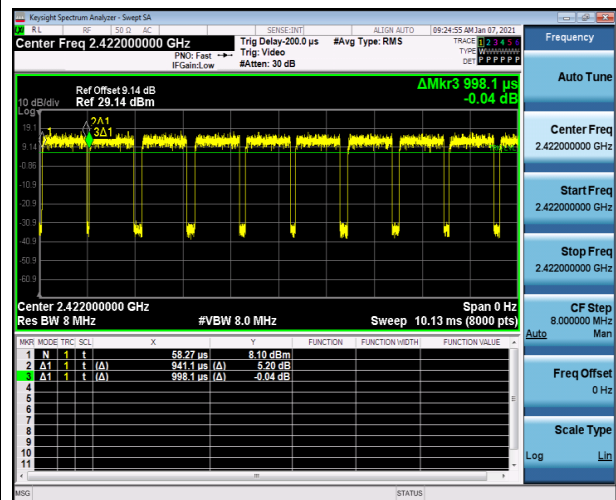 Keysight Spectrum Analyzer - Swept SA
RL RF 50 Ω AC SENSE:INT ALIGN AUTO 09:24:55 AM Jan 07, 2021
Center Freq 2.422000000 GHz
PNO: Fast
IFGain:Low
Trig Delay-200.0 µs
Trig: Video
#Atten: 30 dB
#Avg Type: RMS
TRACE 1 2 3 4 5 6
TYPE W
DET P P P P P P
Frequency
Ref Offset 9.14 dB
Ref 29.14 dBm
10 dB/div
Log
ΔMkr3 998.1 µs
-0.04 dB
19.1
9.14
-0.86
-10.9
-20.9
-30.9
-40.9
-50.9
-60.9
1
2Δ1
3Δ1
Center 2.422000000 GHz
Res BW 8 MHz
#VBW 8.0 MHz
Span 0 Hz
Sweep 10.13 ms (8000 pts)
MKR MODE TRC SCL X Y FUNCTION FUNCTION WIDTH FUNCTION VALUE
1 N 1 t 58.27 µs 8.10 dBm
2 Δ1 1 t (Δ) 941.1 µs (Δ) 5.20 dB
3 Δ1 1 t (Δ) 998.1 µs (Δ) -0.04 dB
4
5
6
7
8
9
10
11
Auto Tune
Center Freq
2.422000000 GHz
Start Freq
2.422000000 GHz
Stop Freq
2.422000000 GHz
CF Step
8.000000 MHz
Auto Man
Freq Offset
0 Hz
Scale Type
Log Lin
MSG STATUS